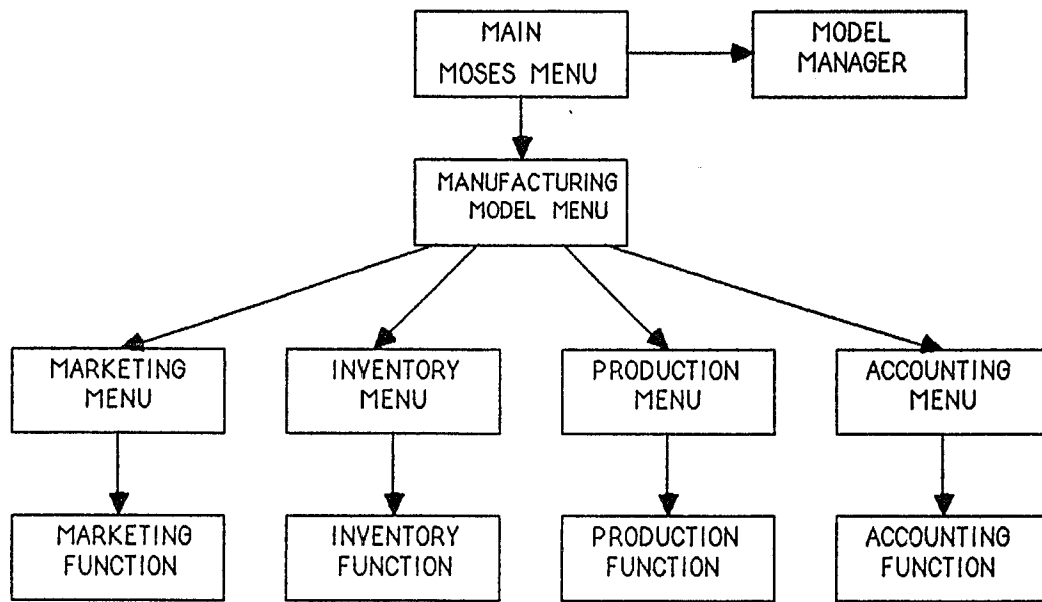 MAIN
MOSES MENU
MODEL
MANAGER
MANUFACTURING
MODEL MENU
MARKETING
MENU
INVENTORY
MENU
PRODUCTION
MENU
ACCOUNTING
MENU
MARKETING
FUNCTION
INVENTORY
FUNCTION
PRODUCTION
FUNCTION
ACCOUNTING
FUNCTION